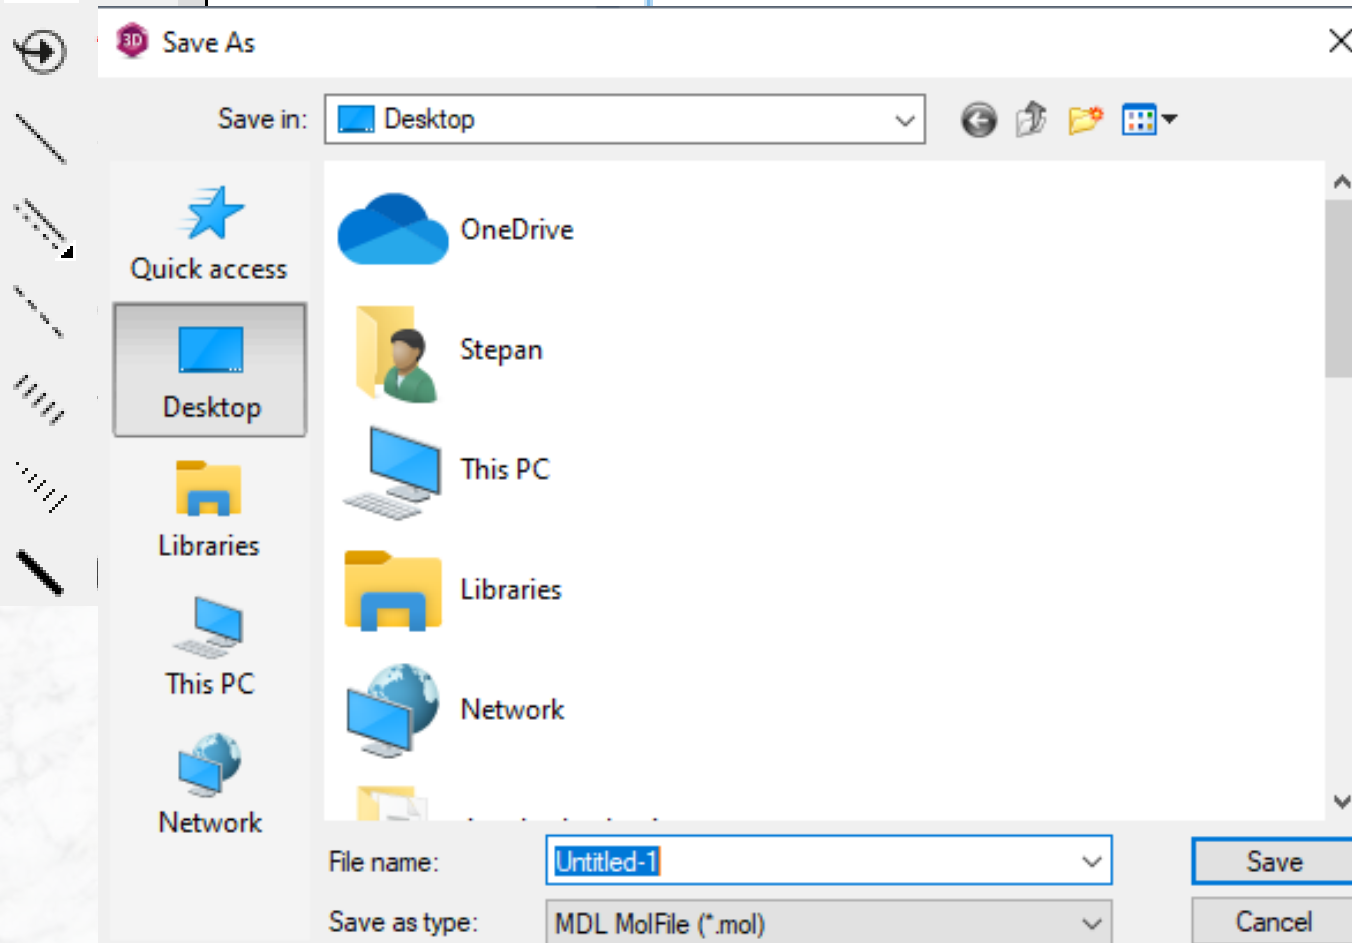 3D Save As
Save in: Desktop
Quick access
Desktop
Libraries
This PC
Network
OneDrive
Stepan
This PC
Libraries
Network
File name: Untitled-1 Save
Save as type: MDL MolFile (*.mol) Cancel